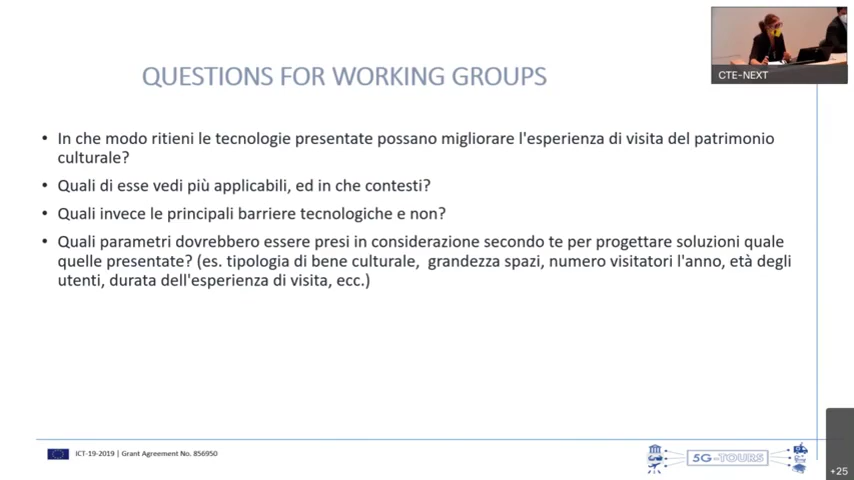 CTE-NEXT
QUESTIONS FOR WORKING GROUPS
• In che modo ritieni le tecnologie presentate possano migliorare l'esperienza di visita del patrimonio
culturale?
• Quali di esse vedi più applicabili, ed in che contesti?
• Quali invece le principali barriere tecnologiche e non?
• Quali parametri dovrebbero essere presi in considerazione secondo te per progettare soluzioni quale
quelle presentate? (es. tipologia di bene culturale, grandezza spazi, numero visitatori l'anno, età degli
utenti, durata dell'esperienza di visita, ecc.)
ICT-19-2019 | Grant Agreement No. 856950
5G-TOURS
+25